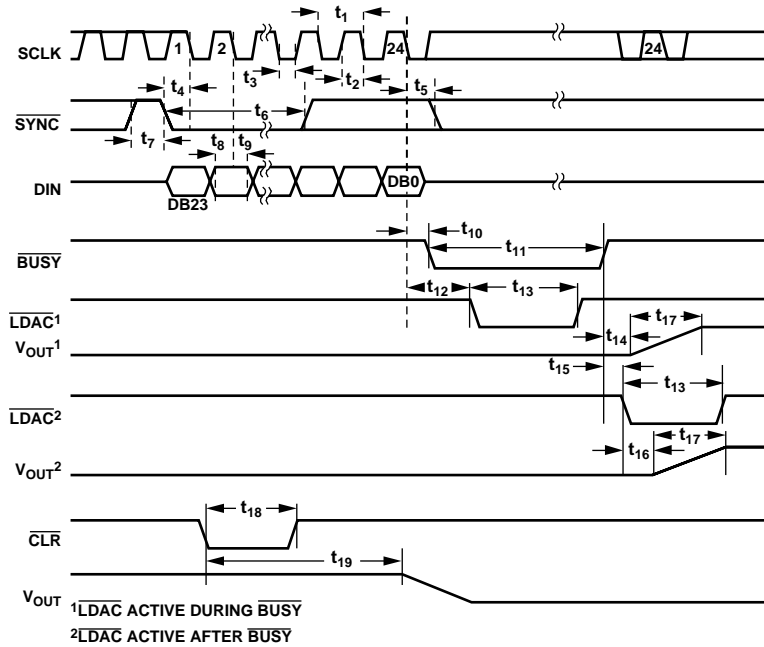 t1
SCLK
1
2
24
24
t3
t2
t4
t5
t6
SYNC
t7
t8
t9
DIN
DB23
DB0
t10
t11
BUSY
t12
t13
LDAC1
t17
t14
VOUT1
t15
t13
LDAC2
t17
t16
VOUT2
t18
CLR
t19
VOUT
1LDAC ACTIVE DURING BUSY
2LDAC ACTIVE AFTER BUSY